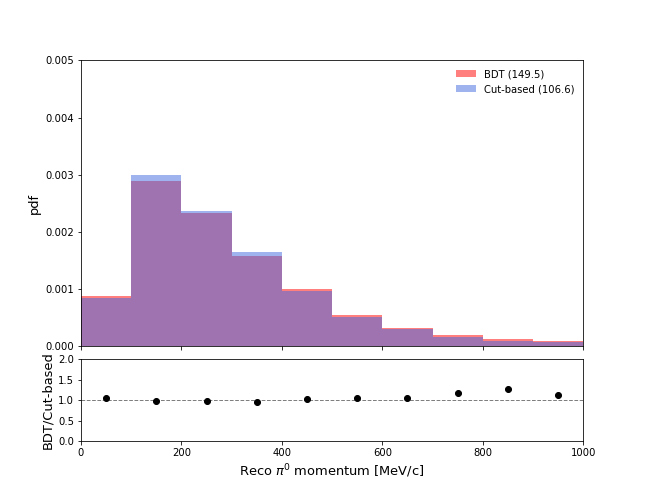 0.005
0.004
0.003
0.002
0.001
0.000
pdf
BDT (149.5)
Cut-based (106.6)
2.0
1.5
1.0
0.5
0.0
BDT/Cut-based
0 200 400 600 800 1000
Reco π⁰ momentum [MeV/c]